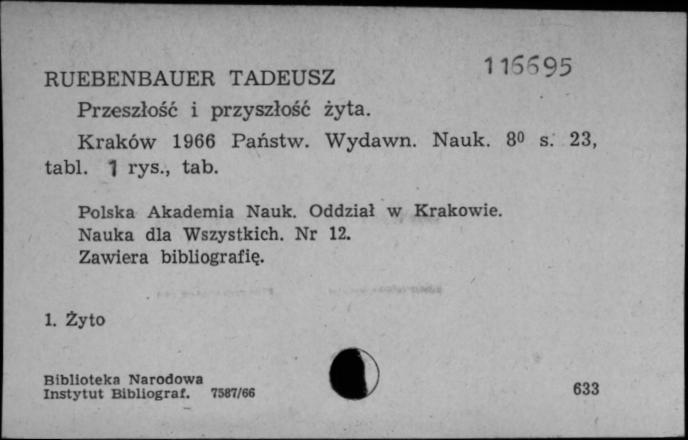 116695
RUEBENBAUER TADEUSZ
Przeszłość i przyszłość żyta.
Kraków 1966 Państw. Wydawn. Nauk. 8⁰ s. 23,
tabl. 1 rys., tab.
Polska Akademia Nauk. Oddział w Krakowie.
Nauka dla Wszystkich. Nr 12.
Zawiera bibliografię.
1. Żyto
Biblioteka Narodowa
Instytut Bibliograf. 7587/66
633